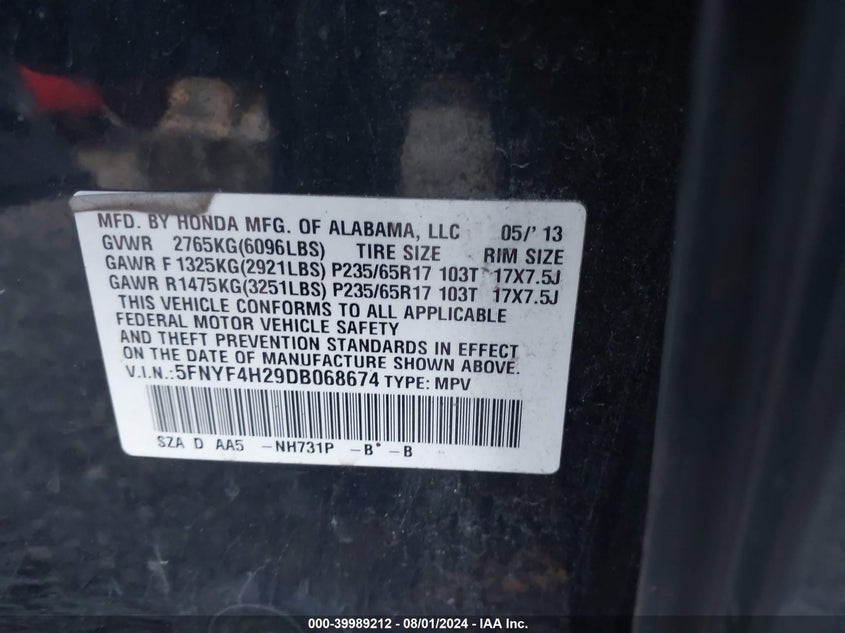 MFD. BY HONDA MFG. OF ALABAMA, LLC 05/' 13
GVWR 2765KG(6096LBS) TIRE SIZE RIM SIZE
GAWR F 1325KG(2921LBS) P235/65R17 103T 17X7.5J
GAWR R1475KG(3251LBS) P235/65R17 103T 17X7.5J
THIS VEHICLE CONFORMS TO ALL APPLICABLE
FEDERAL MOTOR VEHICLE SAFETY
AND THEFT PREVENTION STANDARDS IN EFFECT
ON THE DATE OF MANUFACTURE SHOWN ABOVE.
V.I.N.:5FNYF4H29DB068674 TYPE: MPV
SZA D AA5 -NH731P -B* -B
000-39989212 - 08/01/2024 - IAA Inc.